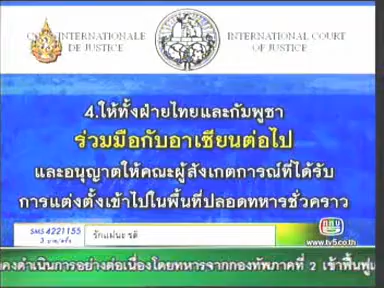 INTERNATIONALE
DE JUSTICE
INTERNATIONAL COURT
OF JUSTICE
4.ให้ทั้งฝ่ายไทยและกัมพูชา
ร่วมมือกับอาเซียนต่อไป
และอนุญาตให้คณะผู้สังเกตการณ์ที่ได้รับ
การแต่งตั้งเข้าไปในพื้นที่ปลอดทหารชั่วคราว
SMS 4221155
3 บาท/ครั้ง
www.tv5.co.th
คงดำเนินการอย่างต่อเนื่องโดยทหารจากกองทัพภาคที่ 2 เข้าฟื้นฟู